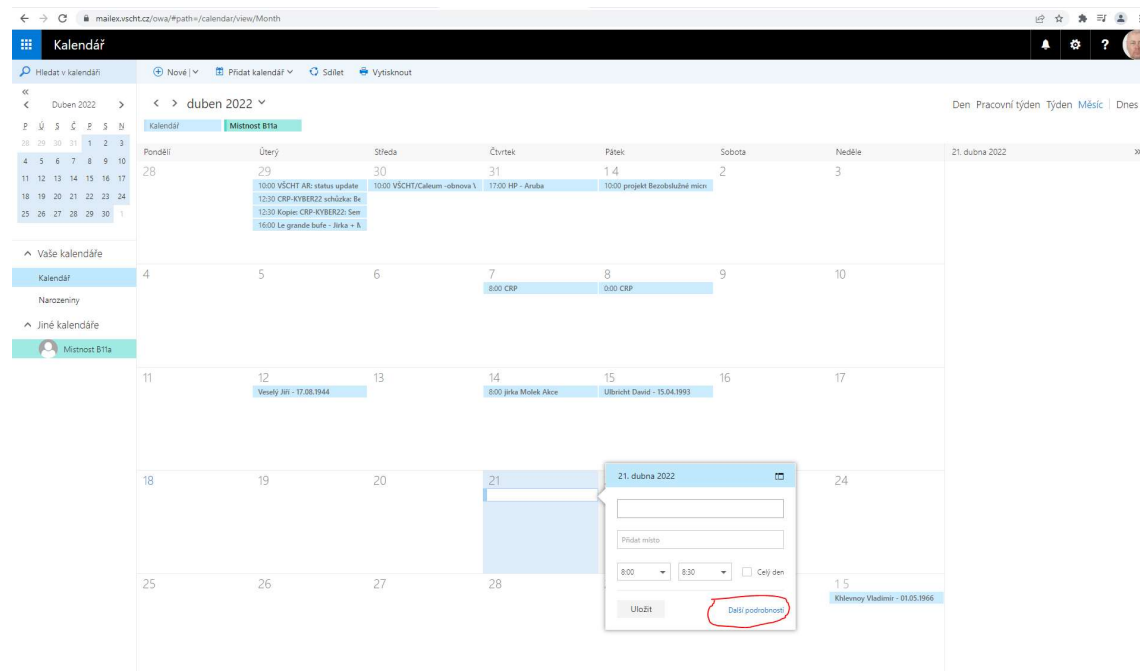 mailex.vscht.cz/owa/#path=/calendar/view/Month
Kalendář
?
Hledat v kalendáři
Nové
Přidat kalendář
Sdílet
Vytisknout
Duben 2022
P Ú S Č P S N
28 29 30 31 1 2 3
4 5 6 7 8 9 10
11 12 13 14 15 16 17
18 19 20 21 22 23 24
25 26 27 28 29 30 1
Vaše kalendáře
Kalendář
Narozeniny
Jiné kalendáře
Místnost B11a
duben 2022
Den Pracovní týden Týden Měsíc Dnes
Kalendář
Místnost B11a
Pondělí Úterý Středa Čtvrtek Pátek Sobota Neděle
21. dubna 2022
28 29 30 31 1 4 2 3
10:00 VŠCHT AR: status update
10:00 VŠCHT/Caleum -obnova \
17:00 HP - Aruba
10:00 projekt Bezobslužné micn
12:30 CRP-KYBER22 schůzka: Be
12:30 Kopie: CRP-KYBER22: Sem
16:00 Le grande bufe - Jirka + M
4 5 6 7 8 9 10
8:00 CRP
0:00 CRP
11 12 13 14 15 16 17
Veselý Jiří - 17.08.1944
8:00 jirka Molek Akce
Ulbricht David - 15.04.1993
18 19 20 21 24
21. dubna 2022
Přidat místo
8:00 8:30 Celý den
Uložit
Další podrobnosti
25 26 27 28 1 5
Khlevnoy Vladimir - 01.05.1966